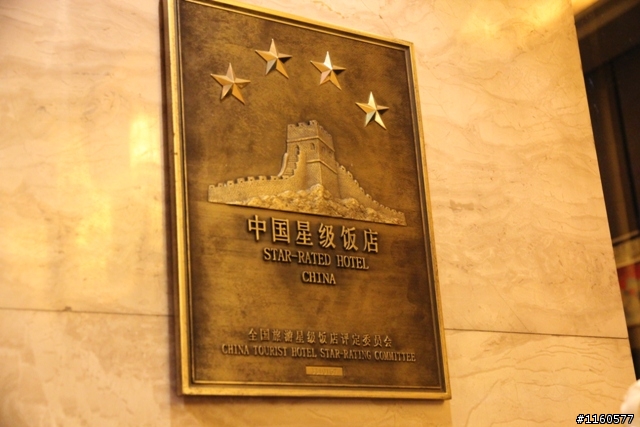 中国星级饭店
STAR-RATED HOTEL
CHINA
全国旅游星级饭店评定委员会
CHINA TOURIST HOTEL STAR-RATING COMMITTEE
#1160577